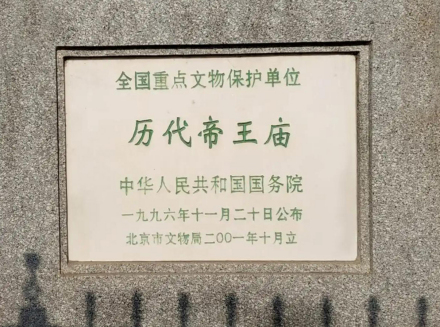 全国重点文物保护单位
历代帝王庙
中华人民共和国国务院
一九九六年十一月二十日公布
北京市文物局二〇〇一年十月立